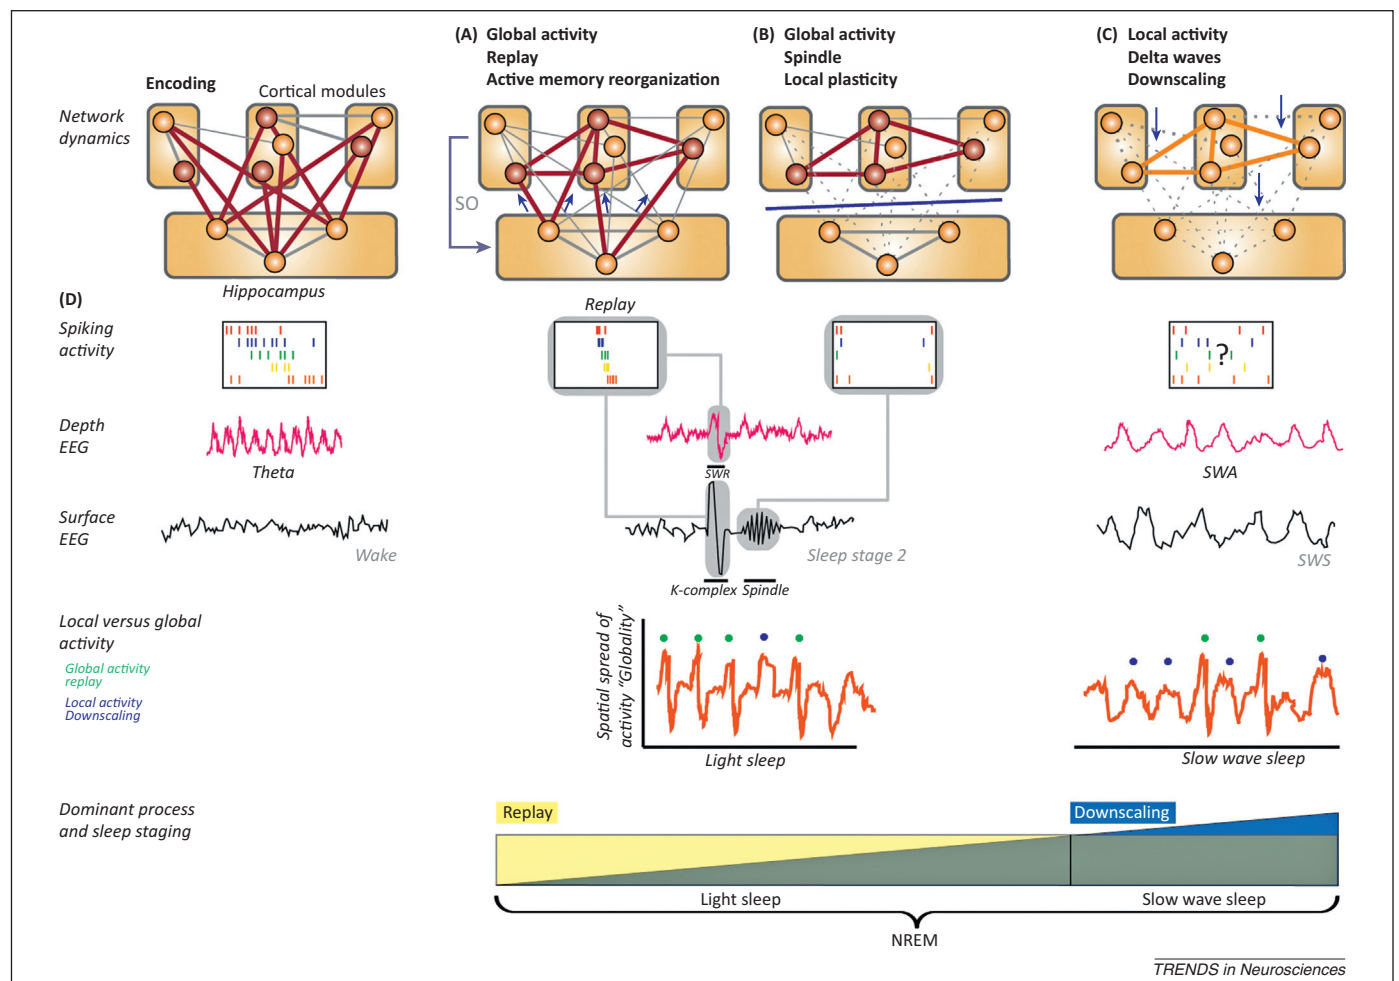 (A) Global activity
Replay
Active memory reorganization
(B) Global activity
Spindle
Local plasticity
(C) Local activity
Delta waves
Downscaling
Encoding
Cortical modules
Network
dynamics
SO
Hippocampus
(D)
Replay
Spiking
activity
?
Depth
EEG
Theta
SWR
SWA
Surface
EEG
Wake
Sleep stage 2
SWS
K-complex
Spindle
Local versus global
activity
Global activity
replay
Local activity
Downscaling
Spatial spread of
activity “Globality”
Light sleep
Slow wave sleep
Dominant process
and sleep staging
Replay
Downscaling
Light sleep
Slow wave sleep
NREM
TRENDS in Neurosciences